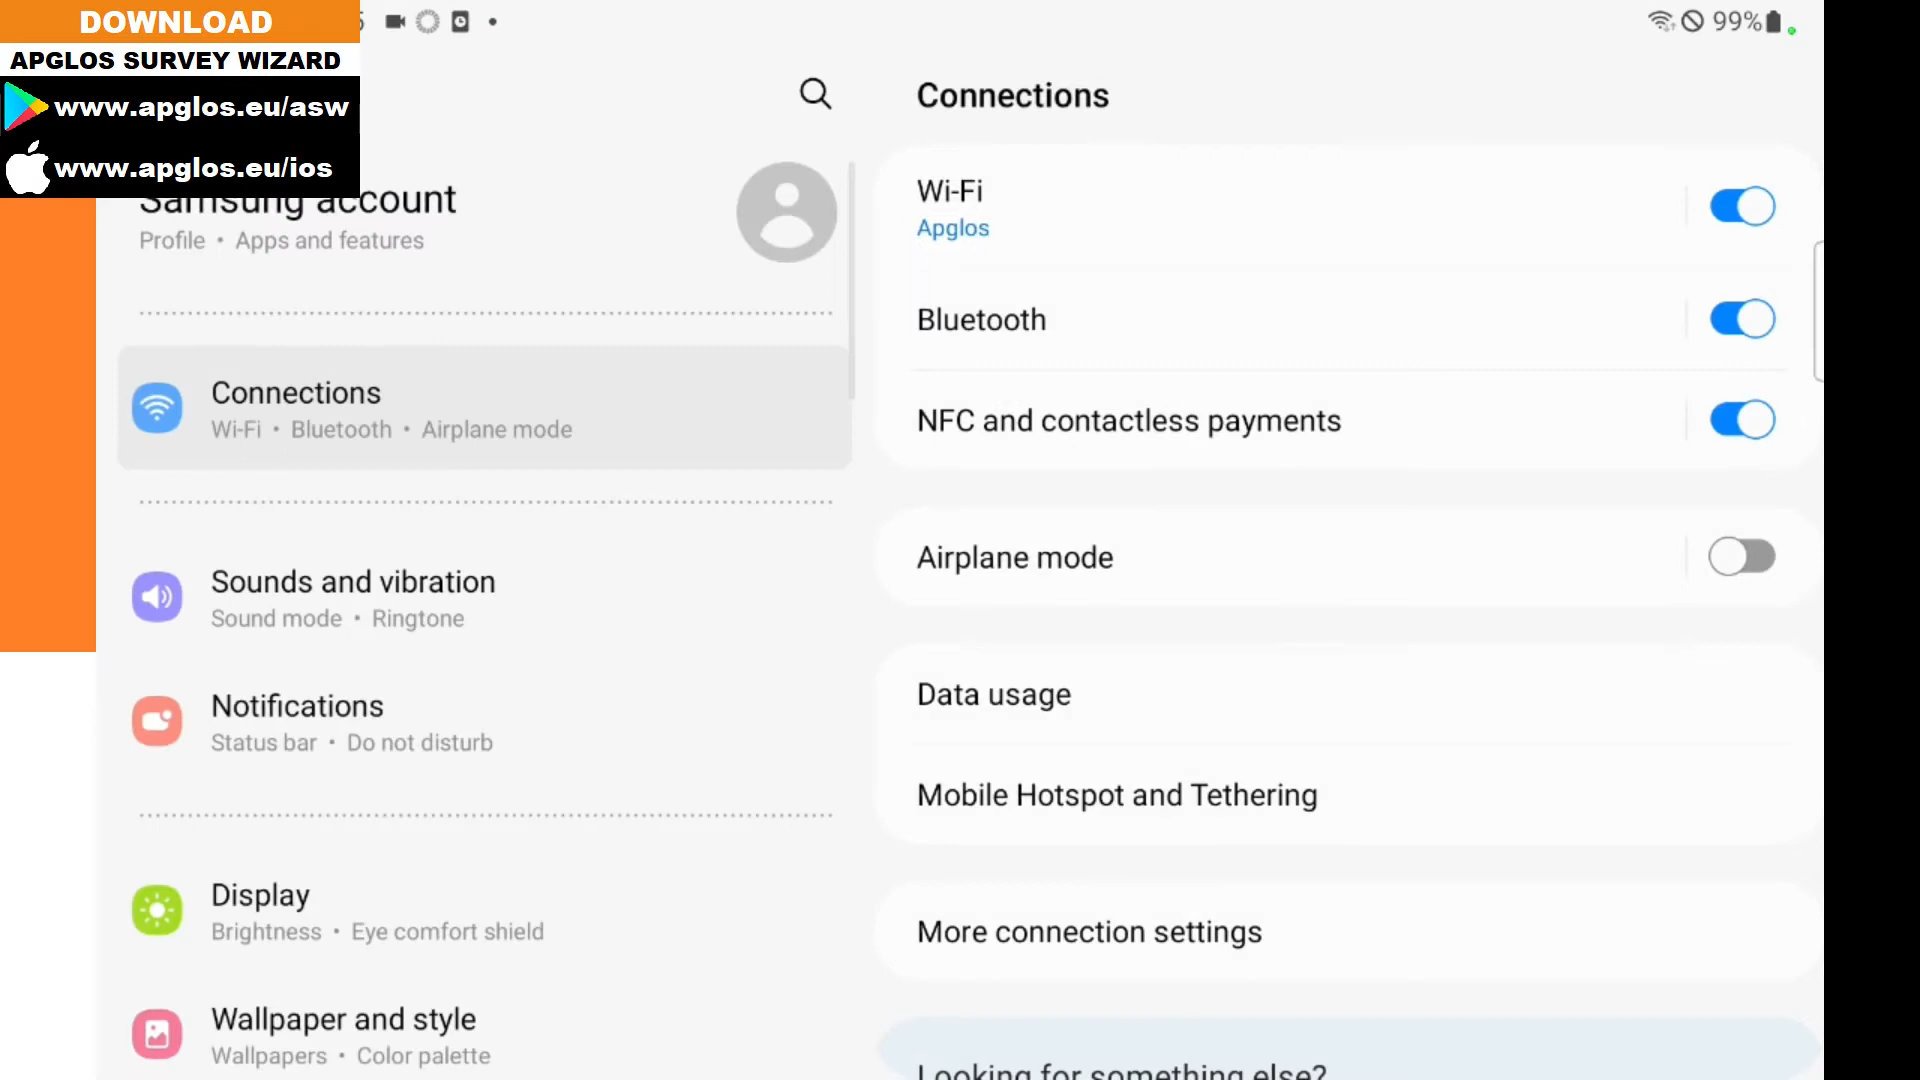 DOWNLOAD
APGLOS SURVEY WIZARD
www.apglos.eu/asw
www.apglos.eu/ios
99%
Samsung account
Profile • Apps and features
Connections
Wi-Fi • Bluetooth • Airplane mode
Sounds and vibration
Sound mode • Ringtone
Notifications
Status bar • Do not disturb
Display
Brightness • Eye comfort shield
Wallpaper and style
Wallpapers • Color palette
Connections
Wi-Fi
Apglos
Bluetooth
NFC and contactless payments
Airplane mode
Data usage
Mobile Hotspot and Tethering
More connection settings
Looking for something else?